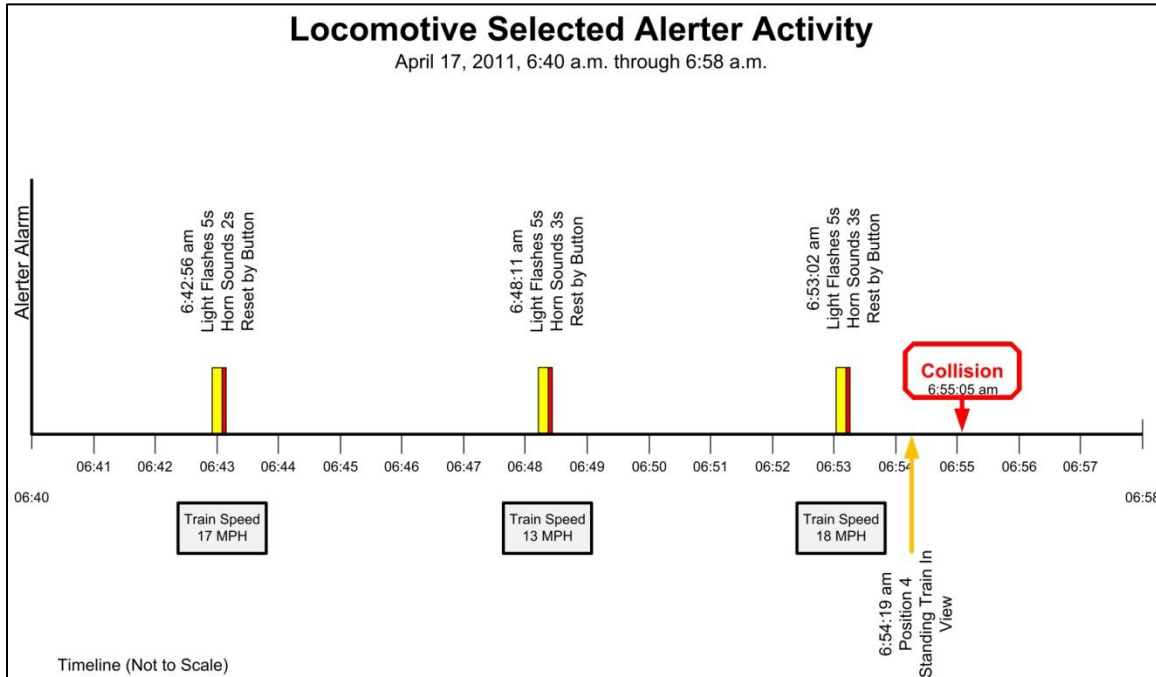 Locomotive Selected Alerter Activity
April 17, 2011, 6:40 a.m. through 6:58 a.m.
Alerter Alarm
6:42:56 am
Light Flashes 5s
Horn Sounds 2s
Reset by Button
6:48:11 am
Light Flashes 5s
Horn Sounds 3s
Rest by Button
6:53:02 am
Light Flashes 5s
Horn Sounds 3s
Rest by Button
Collision
6:55:05 am
06:41 06:42 06:43 06:44 06:45 06:46 06:47 06:48 06:49 06:50 06:51 06:52 06:53 06:54 06:55 06:56 06:57
06:40 06:58
Train Speed
17 MPH
Train Speed
13 MPH
Train Speed
18 MPH
6:54:19 am
Position 4
Standing Train In
View
Timeline (Not to Scale)